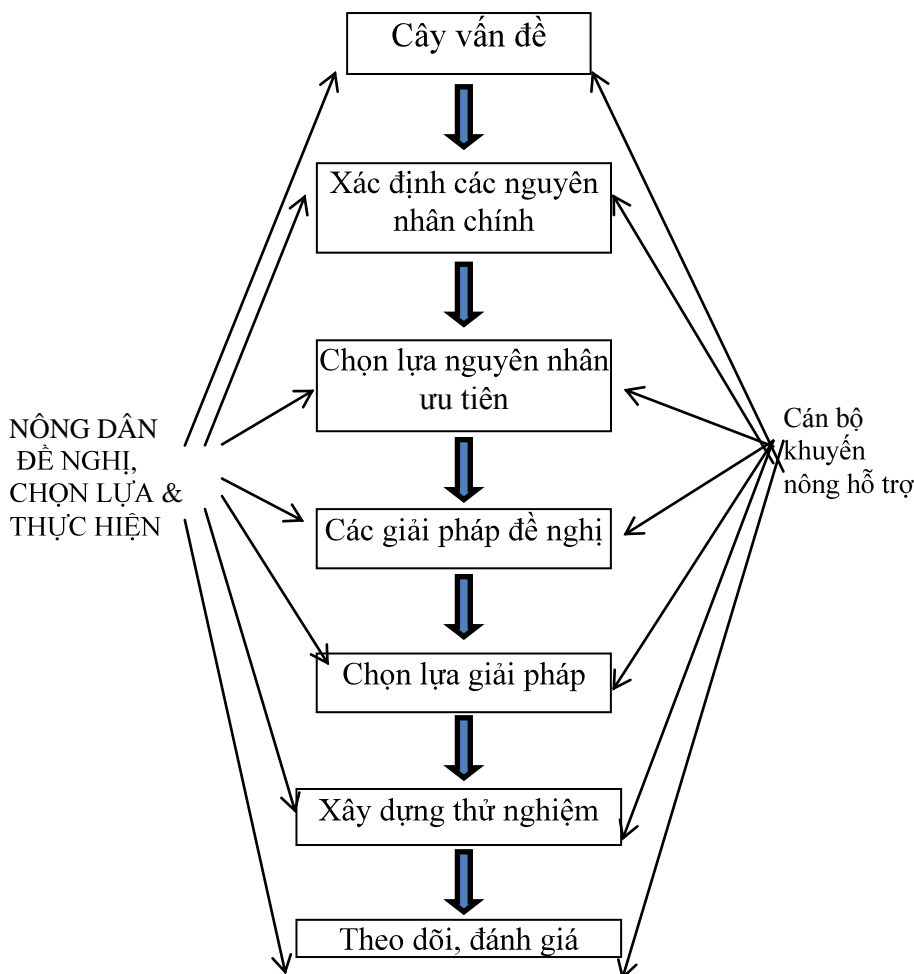 Cây vấn đề
Xác định các nguyên
nhân chính
Chọn lựa nguyên nhân
ưu tiên
NÔNG DÂN
ĐỀ NGHỊ,
CHỌN LỰA &
THỰC HIỆN
Cán bộ
khuyến
nông hỗ trợ
Các giải pháp đề nghị
Chọn lựa giải pháp
Xây dựng thử nghiệm
Theo dõi, đánh giá